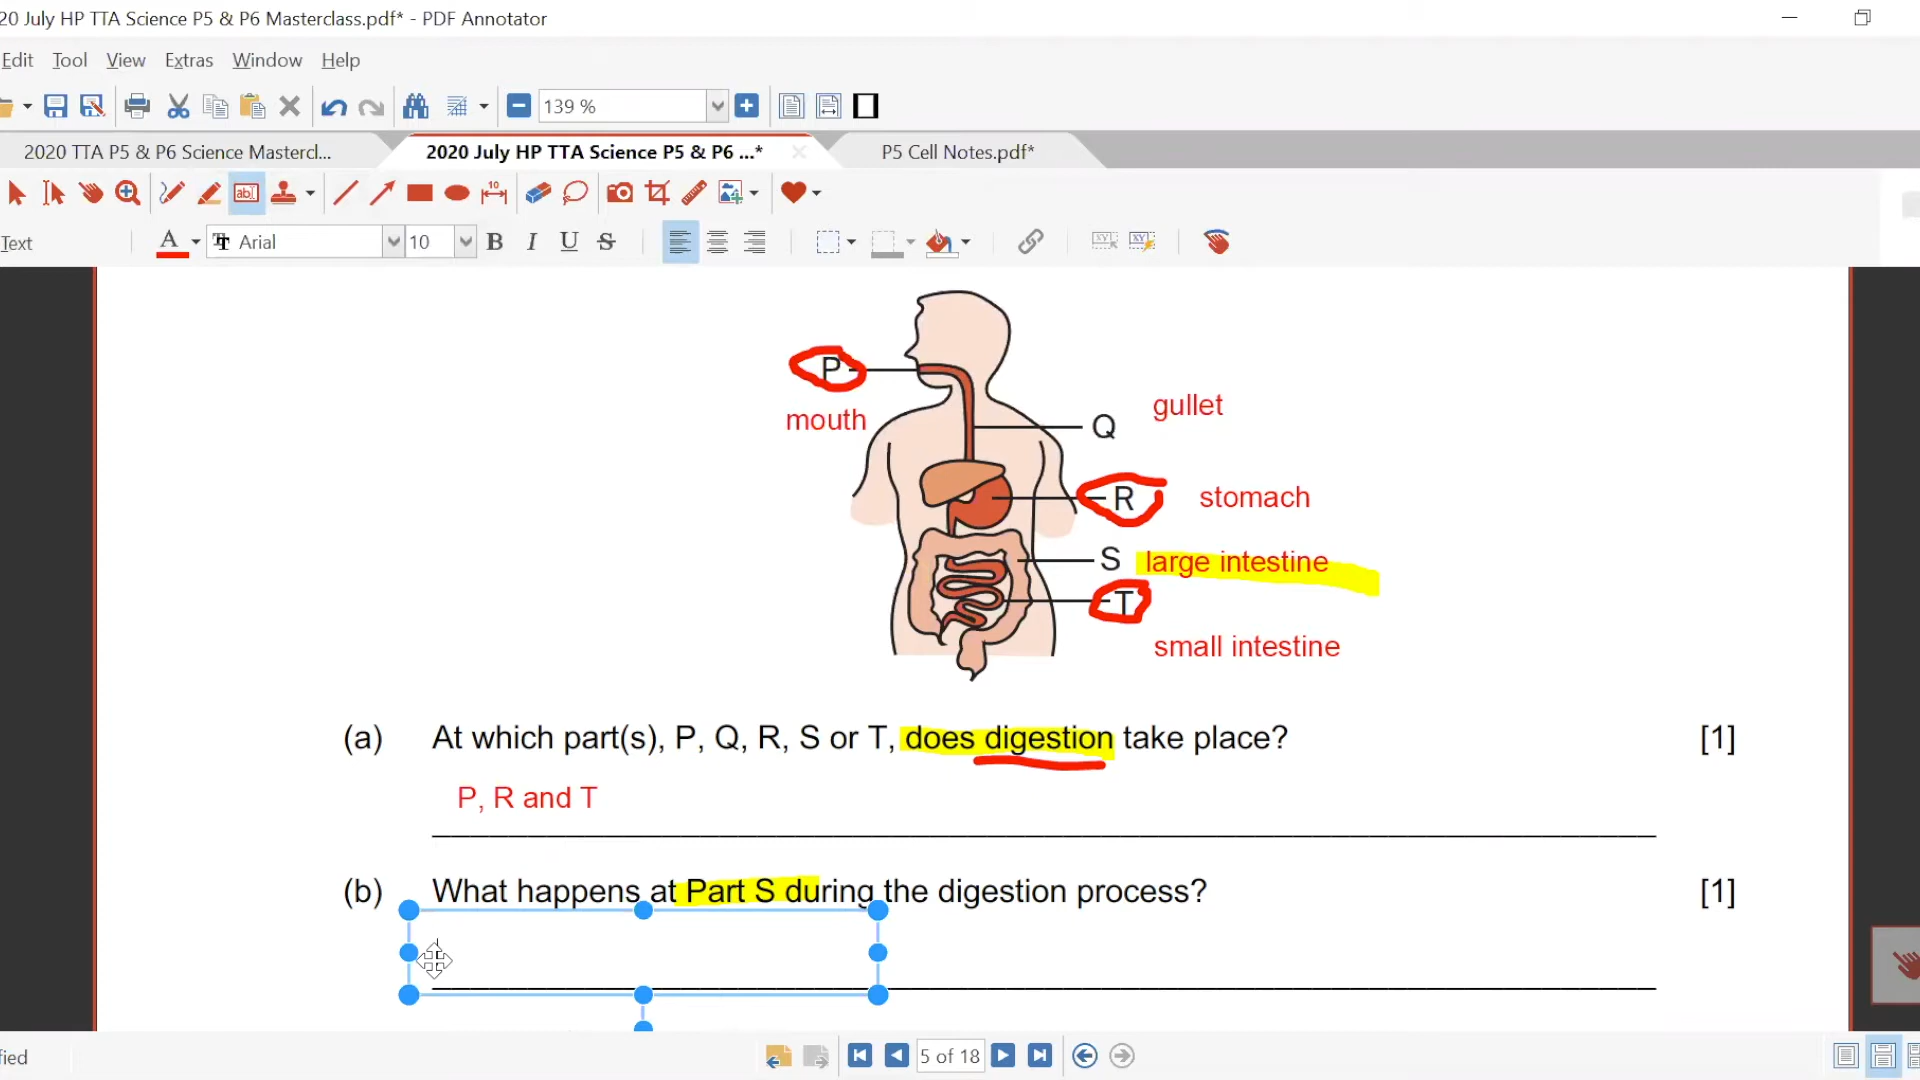 20 July HP TTA Science P5 & P6 Masterclass.pdf* - PDF Annotator
Edit Tool View Extras Window Help
139 %
2020 TTA P5 & P6 Science Mastercl...
2020 July HP TTA Science P5 & P6 ...*
P5 Cell Notes.pdf*
Text
A
Arial
10
B I U S
P
mouth
gullet
Q
R
stomach
S
large intestine
T
small intestine
(a) At which part(s), P, Q, R, S or T, does digestion take place? [1]
P, R and T
(b) What happens at Part S during the digestion process? [1]
fied
5 of 18